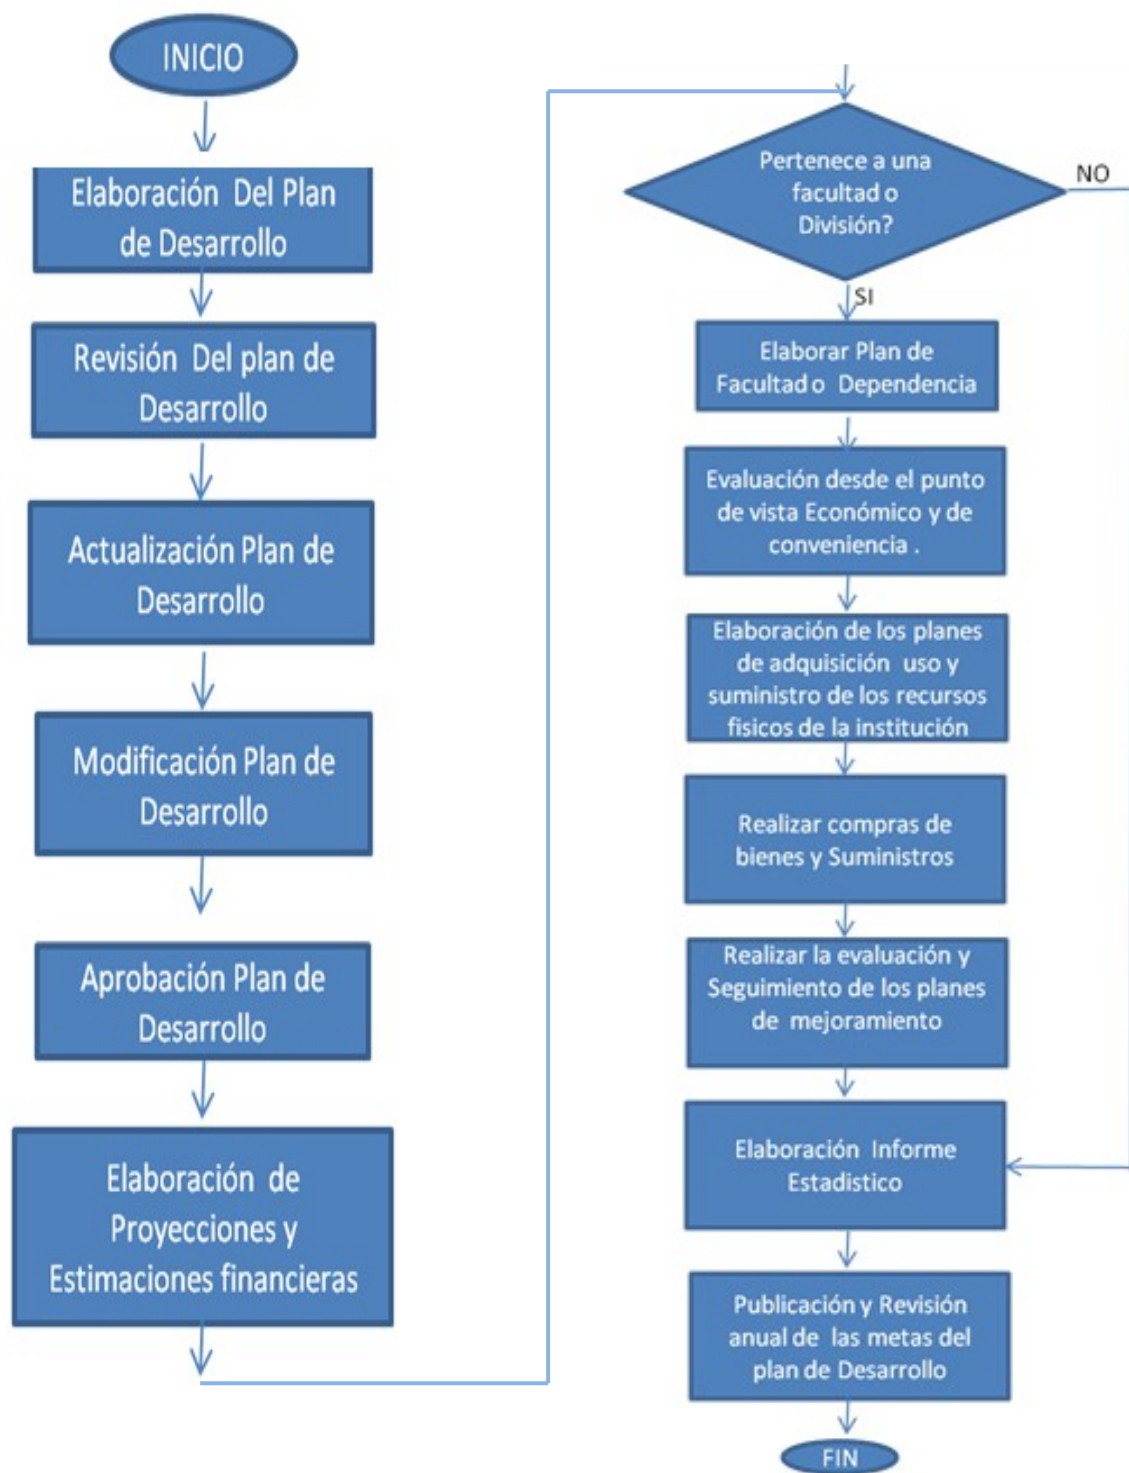 INICIO
Elaboración Del Plan
de Desarrollo
Revisión Del plan de
Desarrollo
Actualización Plan de
Desarrollo
Modificación Plan de
Desarrollo
Aprobación Plan de
Desarrollo
Elaboración de
Proyecciones y
Estimaciones financieras
Pertenece a una
facultad o
División?
NO
SI
Elaborar Plan de
Facultad o Dependencia
Evaluación desde el punto
de vista Económico y de
conveniencia .
Elaboración de los planes
de adquisición uso y
suministro de los recursos
fisicos de la institución
Realizar compras de
bienes y Suministros
Realizar la evaluación y
Seguimiento de los planes
de mejoramiento
Elaboración Informe
Estadistico
Publicación y Revisión
anual de las metas del
plan de Desarrollo
FIN